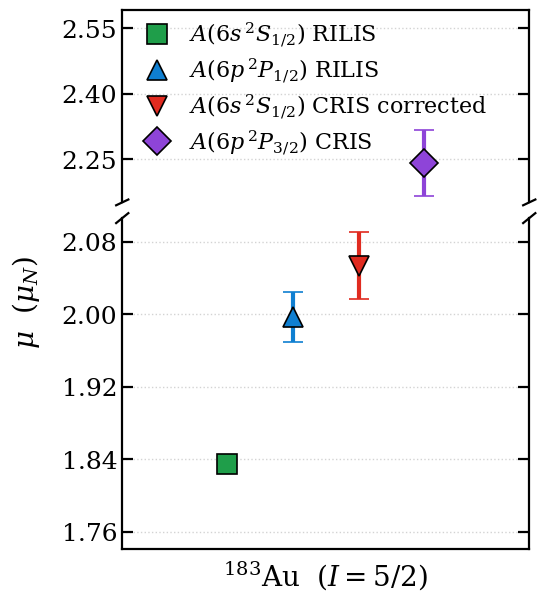 2.55
2.40
2.25
2.08
2.00
1.92
1.84
1.76
μ (μ_N)
A(6s ²S₁/₂) RILIS
A(6p ²P₁/₂) RILIS
A(6s ²S₁/₂) CRIS corrected
A(6p ²P₃/₂) CRIS
¹⁸³Au (I = 5/2)